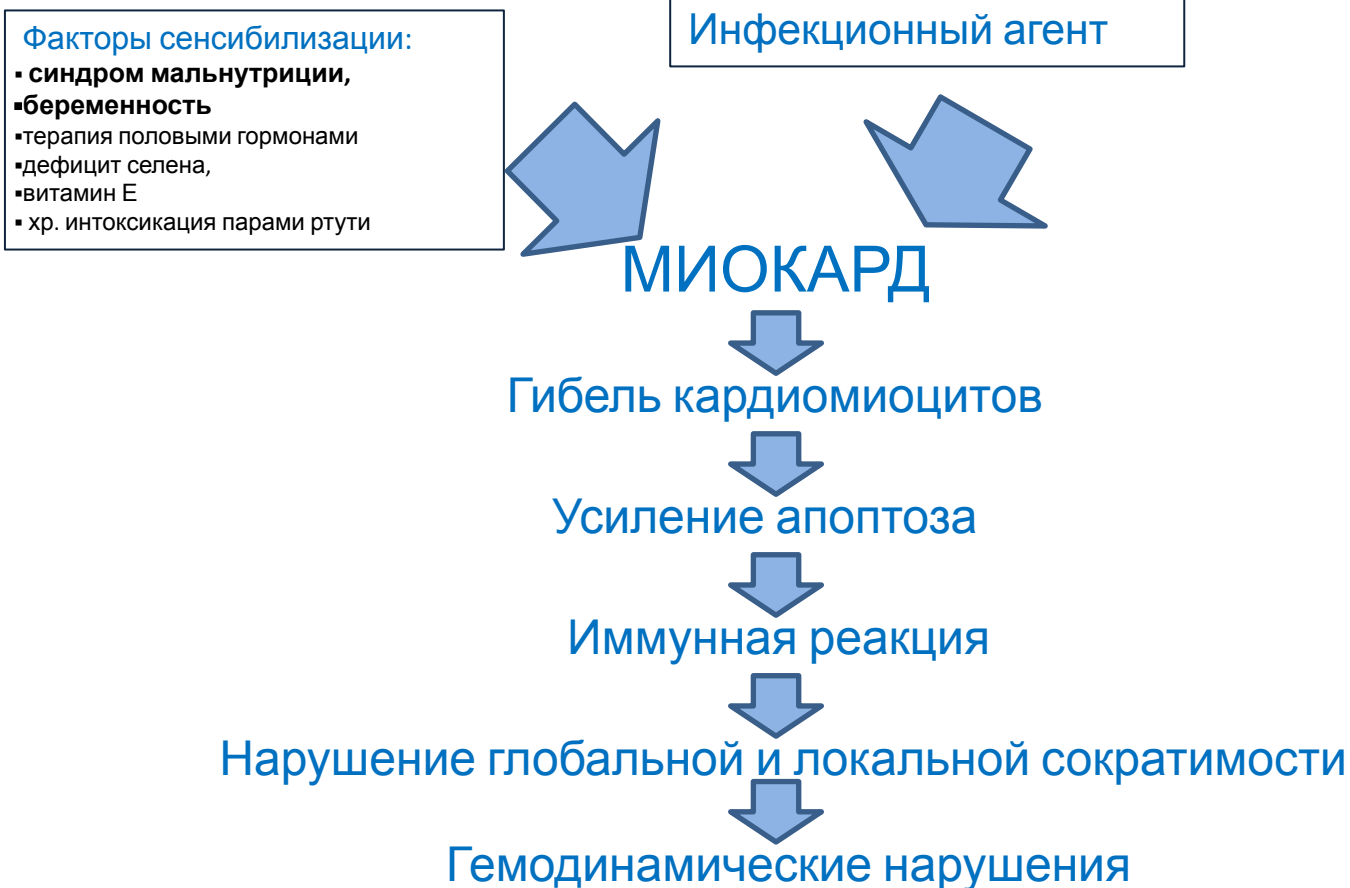 Факторы сенсибилизации:
▪ синдром мальнутриции,
▪беременность
▪терапия половыми гормонами
▪дефицит селена,
▪витамин Е
▪ хр. интоксикация парами ртути
Инфекционный агент
МИОКАРД
Гибель кардиомиоцитов
Усиление апоптоза
Иммунная реакция
Нарушение глобальной и локальной сократимости
Гемодинамические нарушения